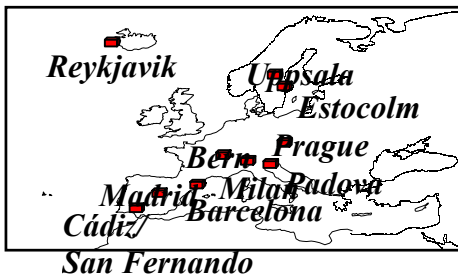 Reykjavik
Uppsala
Estocolm
Prague
Bern
Padova
Milan
Madrid
Barcelona
Cádiz/
San Fernando